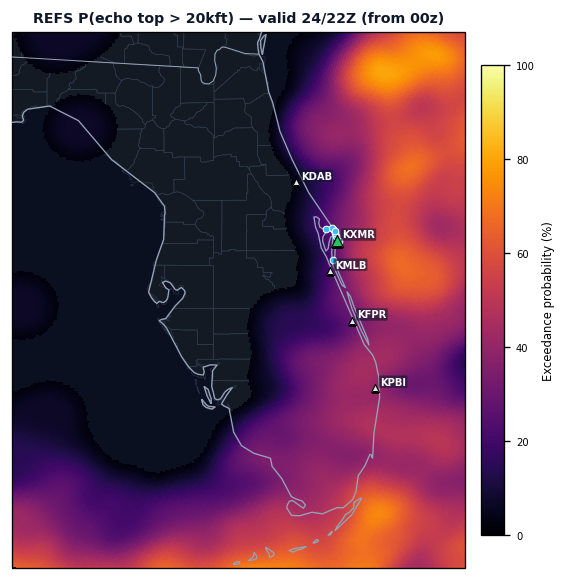 REFS P(echo top > 20kft) — valid 24/22Z (from 00z)
KDAB
KXMR
KMLB
KFPR
KPBI
100
80
60
40
20
0
Exceedance probability (%)